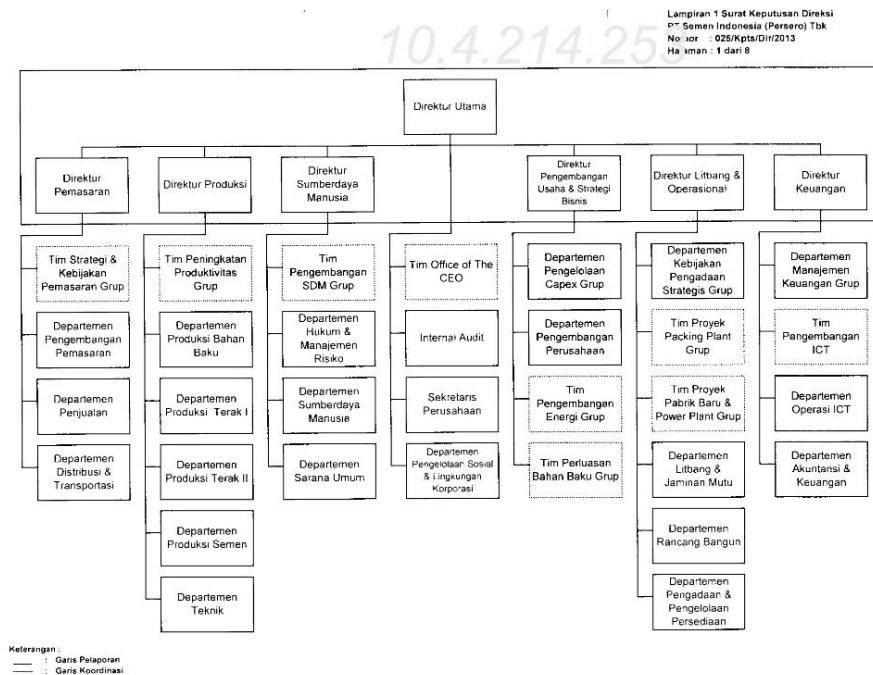 Lampiran 1 Surat Keputusan Direksi
PT Semen Indonesia (Persero) Tbk
Nomor : 025/Kpts/Dir/2013
Halaman : 1 dari 8
10.4.214.253
Direktur Utama
Direktur
Pemasaran
Direktur Produksi
Direktur
Sumberdaya
Manusia
Direktur
Pengembangan
Usaha & Strategi
Bisnis
Direktur Litbang &
Operasional
Direktur
Keuangan
Tim Strategi &
Kebijakan
Pemasaran Grup
Departemen
Pengembangan
Pemasaran
Departemen
Penjualan
Departemen
Distribusi &
Transportasi
Tim Peningkatan
Produktivitas
Grup
Departemen
Produksi Bahan
Baku
Departemen
Produksi Terak I
Departemen
Produksi Terak II
Departemen
Produksi Semen
Departemen
Teknik
Tim
Pengembangan
SDM Grup
Departemen
Hukum &
Manajemen
Risiko
Departemen
Sumberdaya
Manusia
Departemen
Sarana Umum
Tim Office of The
CEO
Internal Audit
Sekretaris
Perusahaan
Departemen
Pengelolaan Sosial
& Lingkungan
Korporasi
Departemen
Pengelolaan
Capex Grup
Departemen
Pengembangan
Perusahaan
Tim
Pengembangan
Energi Grup
Tim Perluasan
Bahan Baku Grup
Departemen
Kebijakan
Pengadaan
Strategis Grup
Tim Proyek
Packing Plant
Grup
Tim Proyek
Pabrik Baru &
Power Plant Grup
Departemen
Litbang &
Jaminan Mutu
Departemen
Rancang Bangun
Departemen
Pengadaan &
Pengelolaan
Persediaan
Departemen
Manajemen
Keuangan Grup
Tim
Pengembangan
ICT
Departemen
Operasi ICT
Departemen
Akuntansi &
Keuangan
Keterangan :
: Garis Pelaporan
: Garis Koordinasi